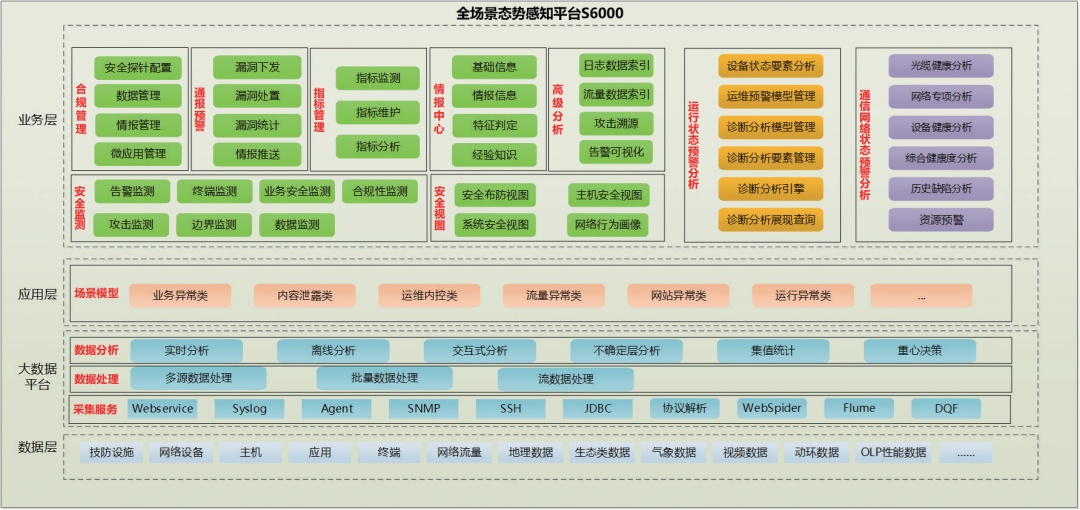 全场景态势感知平台S6000
业务层
合规管理
安全探针配置
数据管理
情报管理
微应用管理
通报预警
漏洞下发
漏洞处置
漏洞统计
情报推送
指标管理
指标监测
指标维护
指标分析
情报中心
基础信息
情报信息
特征判定
经验知识
高级分析
日志数据索引
流量数据索引
攻击溯源
告警可视化
运行状态预警分析
设备状态要素分析
运维预警模型管理
诊断分析模型管理
诊断分析要素管理
诊断分析引擎
诊断分析展现查询
通信网络状态预警分析
光缆健康分析
网络专项分析
设备健康分析
综合健康度分析
历史缺陷分析
资源预警
安全监测
告警监测
终端监测
业务安全监测
合规性监测
攻击监测
边界监测
数据监测
安全视图
安全布防视图
主机安全视图
系统安全视图
网络行为画像
应用层
场景模型
业务异常类
内容泄露类
运维内控类
流量异常类
网站异常类
运行异常类
...
大数据
平台
数据分析
实时分析
离线分析
交互式分析
不确定层分析
集值统计
重心决策
数据处理
多源数据处理
批量数据处理
流数据处理
采集服务
Webservice
Syslog
Agent
SNMP
SSH
JDBC
协议解析
WebSpider
Flume
DQF
数据层
技防设施
网络设备
主机
应用
终端
网络流量
地理数据
生态类数据
气象数据
视频数据
动环数据
OLP性能数据
......